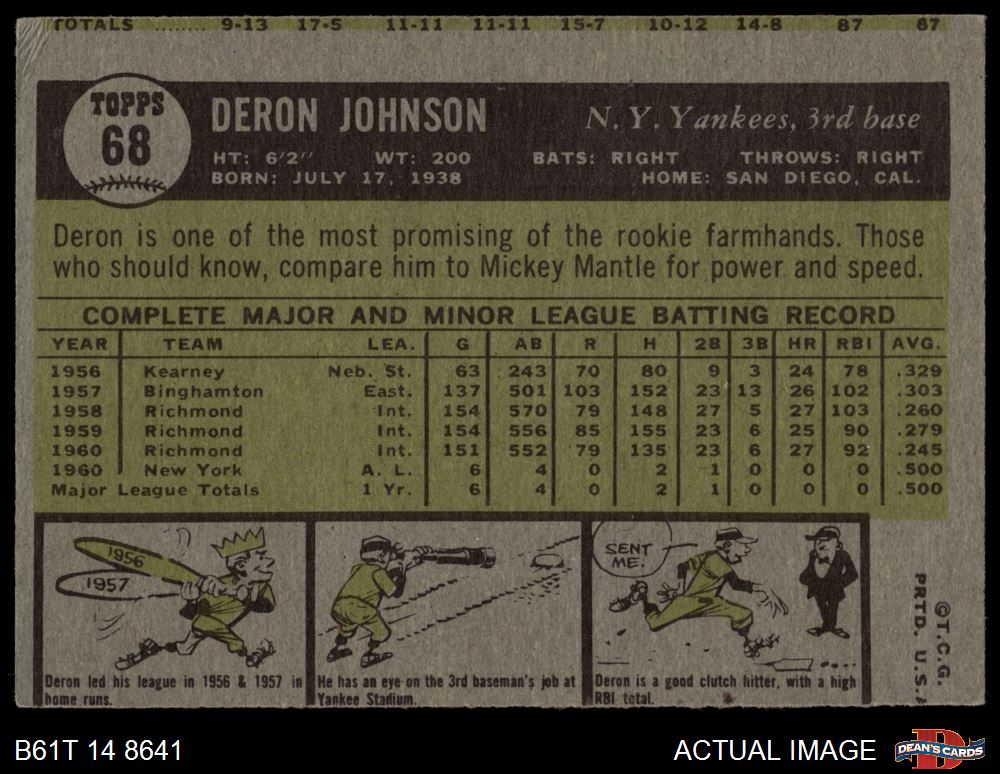 TOTALS ........ 9-13 17-5 11-11 11-11 15-7 10-12 14-8 87 87
TOPPS
68
DERON JOHNSON
N. Y. Yankees, 3rd base
HT: 6'2" WT: 200 BATS: RIGHT THROWS: RIGHT
BORN: JULY 17, 1938 HOME: SAN DIEGO, CAL.
Deron is one of the most promising of the rookie farmhands. Those
who should know, compare him to Mickey Mantle for power and speed.
COMPLETE MAJOR AND MINOR LEAGUE BATTING RECORD
YEAR TEAM LEA. G AB R H 2B 3B HR RBI AVG.
1956 Kearney Neb. St. 63 243 70 80 9 3 24 78 .329
1957 Binghamton East. 137 501 103 152 23 13 26 102 .303
1958 Richmond Int. 154 570 79 148 27 5 27 103 .260
1959 Richmond Int. 154 556 85 155 23 6 25 90 .279
1960 Richmond Int. 151 552 79 135 23 6 27 92 .245
1960 New York A. L. 6 4 0 2 1 0 0 0 .500
Major League Totals 1 Yr. 6 4 0 2 1 0 0 0 .500
1956
1957
Deron led his league in 1956 & 1957 in
home runs.
He has an eye on the 3rd baseman's job at
Yankee Stadium.
SENT
ME!
Deron is a good clutch hitter, with a high
RBI total.
©T.C.G.
PRTD. U.S.A
B61T 14 8641
ACTUAL IMAGE
D
DEAN'S CARDS